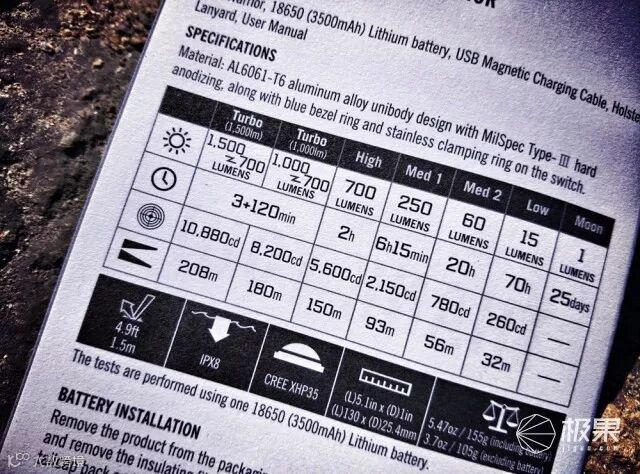 Warrior, 18650 (3500mAh) Lithium battery, USB Magnetic Charging Cable, Holster
Lanyard, User Manual
SPECIFICATIONS
Material: AL6061-T6 aluminum alloy unibody design with MilSpec Type-III hard
anodizing, along with blue bezel ring and stainless clamping ring on the switch.
Turbo (1,500lm) Turbo (1,000lm) High Med 1 Med 2 Low Moon
1,500~700 LUMENS 1,000~700 LUMENS 700 LUMENS 250 LUMENS 60 LUMENS 15 LUMENS 1 LUMENS
3+120min 2h 6h15min 20h 70h 25days
10,880cd 8,200cd 5,600cd 2,150cd 780cd 260cd —
208m 180m 150m 93m 56m 32m —
4.9ft
1.5m
IPX8
CREE XHP35
(L)5.1in x (D)1in
(L)130 x (D)25.4mm
5.47oz / 155g (including battery)
3.7oz / 105g (excluding battery)
The tests are performed using one 18650 (3500mAh) Lithium battery.
BATTERY INSTALLATION
Remove the product from the packag
and remove the insulating fil
tailcap back
极果